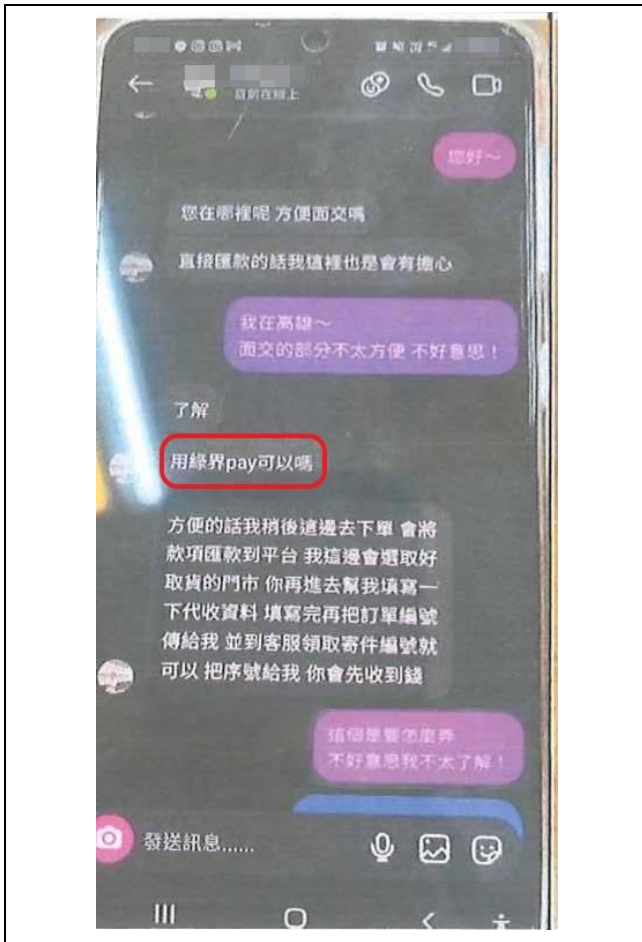 目前在線上
您好～
您在哪裡呢 方便面交嗎
直接匯款的話我這裡也是會有擔心
我在高雄～
面交的部分不太方便 不好意思！
了解
用綠界pay可以嗎
方便的話我稍後這邊去下單 會將
款項匯款到平台 我這邊會選取好
取貨的門市 你再進去幫我填寫一
下代收資料 填寫完再把訂單編號
傳給我 並到客服領取寄件編號就
可以 把序號給我 你會先收到錢
這個是要怎麼弄
不好意思我不太了解！
發送訊息......